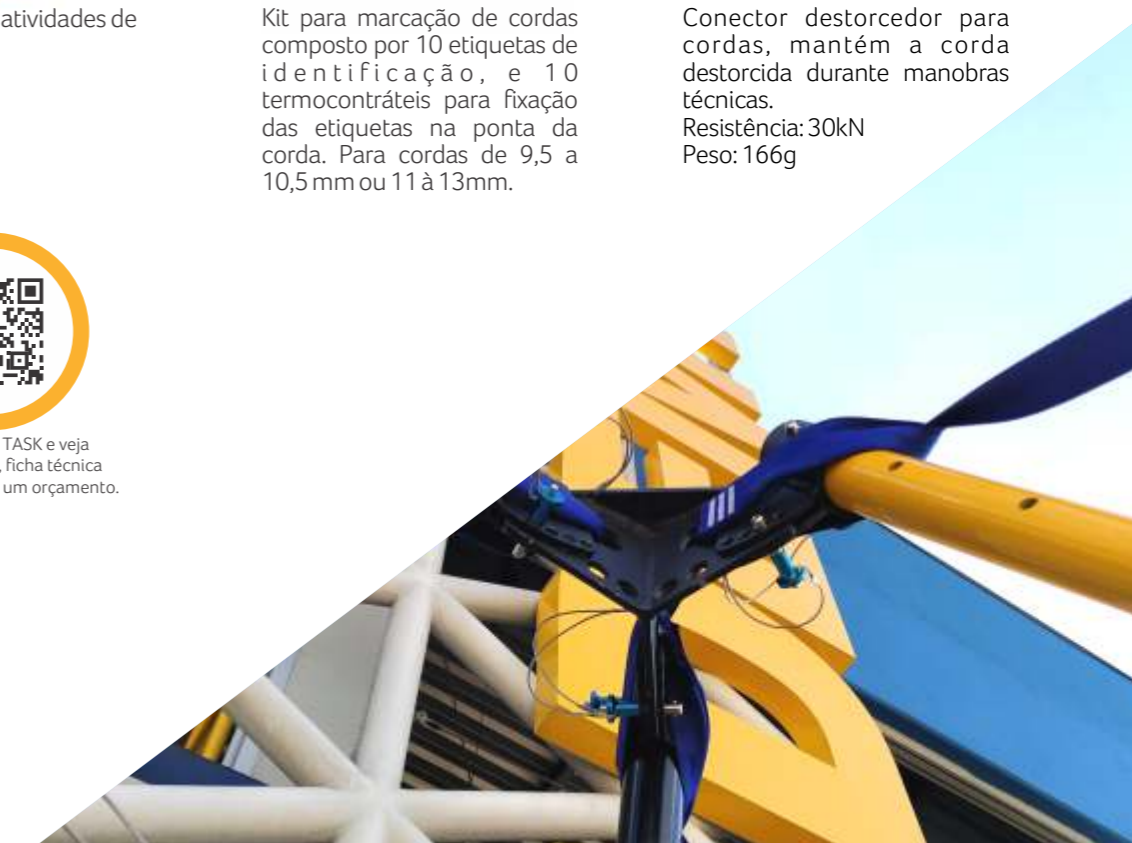 atividades de
Kit para marcação de cordas
composto por 10 etiquetas de
identificação, e 10
termocontráteis para fixação
das etiquetas na ponta da
corda. Para cordas de 9,5 a
10,5 mm ou 11 à 13mm.
Conector destorcedor para
cordas, mantém a corda
destorcida durante manobras
técnicas.
Resistência: 30kN
Peso: 166g
TASK e veja
, ficha técnica
um orçamento.